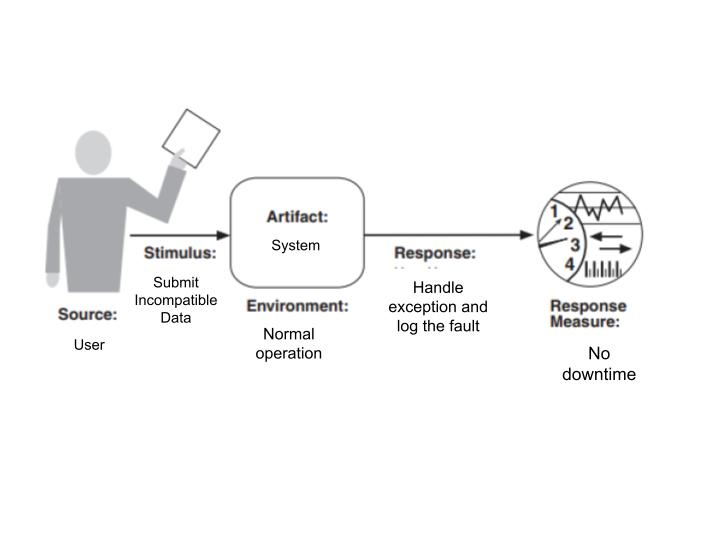 Source:
User
Stimulus:
Submit
Incompatible
Data
Artifact:
System
Environment:
Normal
operation
Response:
Handle
exception and
log the fault
1
2
3
4
Response
Measure:
No
downtime